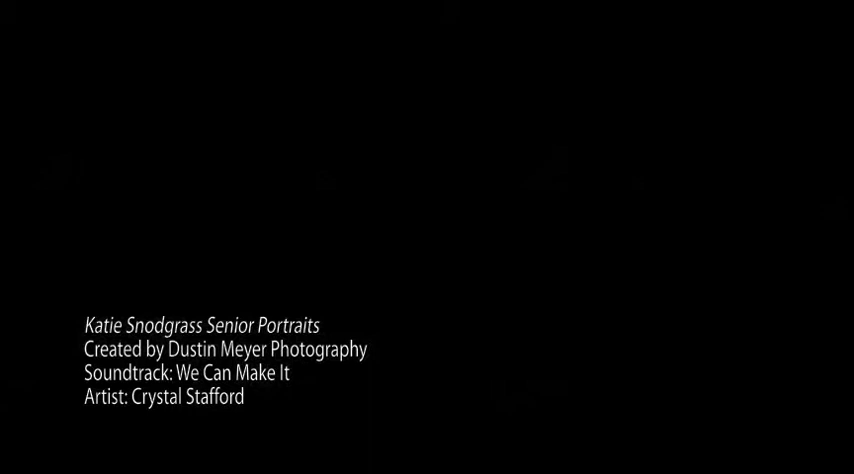 Katie Snodgrass Senior Portraits
Created by Dustin Meyer Photography
Soundtrack: We Can Make It
Artist: Crystal Stafford